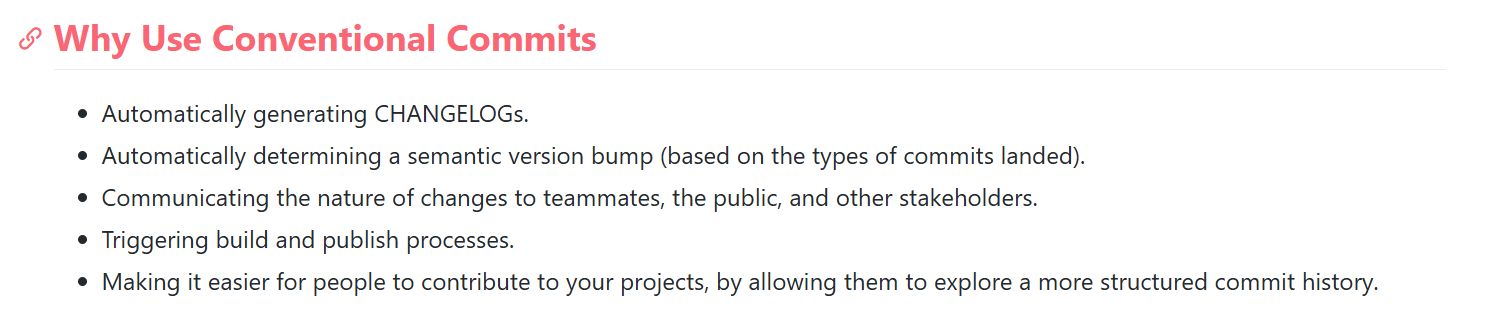 Why Use Conventional Commits
• Automatically generating CHANGELOGs.
• Automatically determining a semantic version bump (based on the types of commits landed).
• Communicating the nature of changes to teammates, the public, and other stakeholders.
• Triggering build and publish processes.
• Making it easier for people to contribute to your projects, by allowing them to explore a more structured commit history.